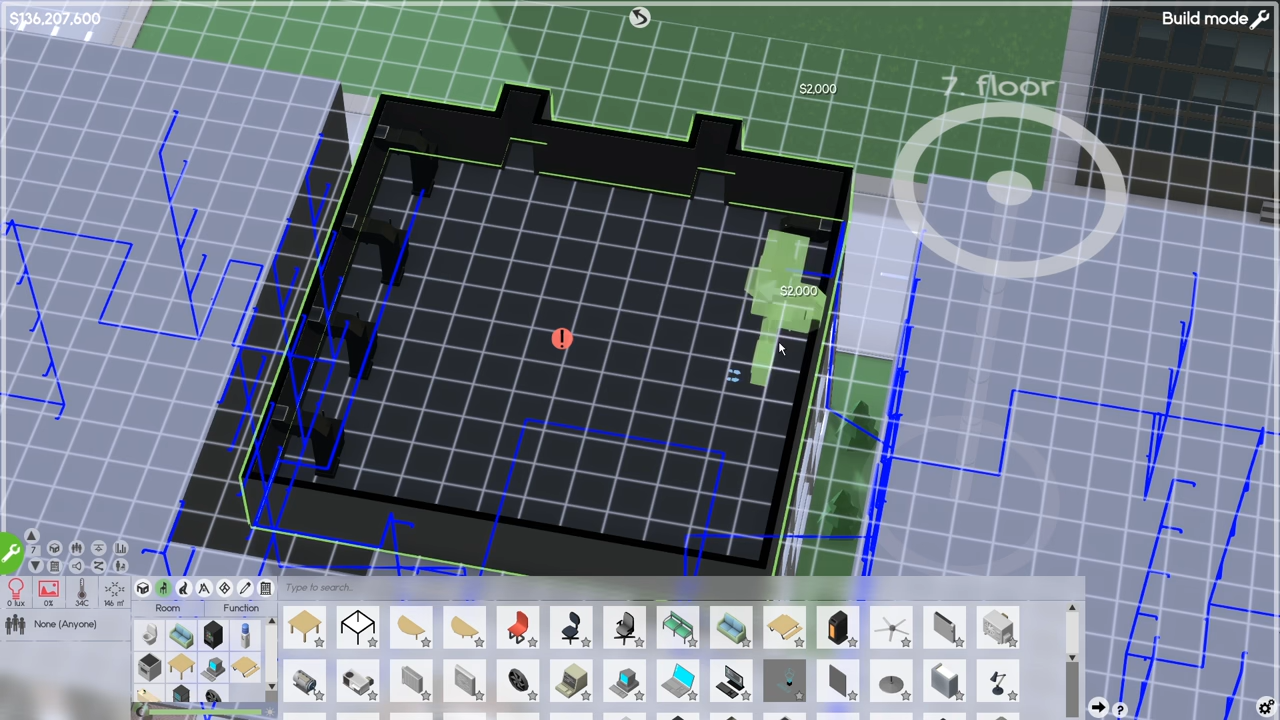 $136,207,600
Build mode
$2,000
7. floor
$2,000
7
Type to search...
Room
Function
0 lux
0%
34C
146 m²
None (Anyone)
?